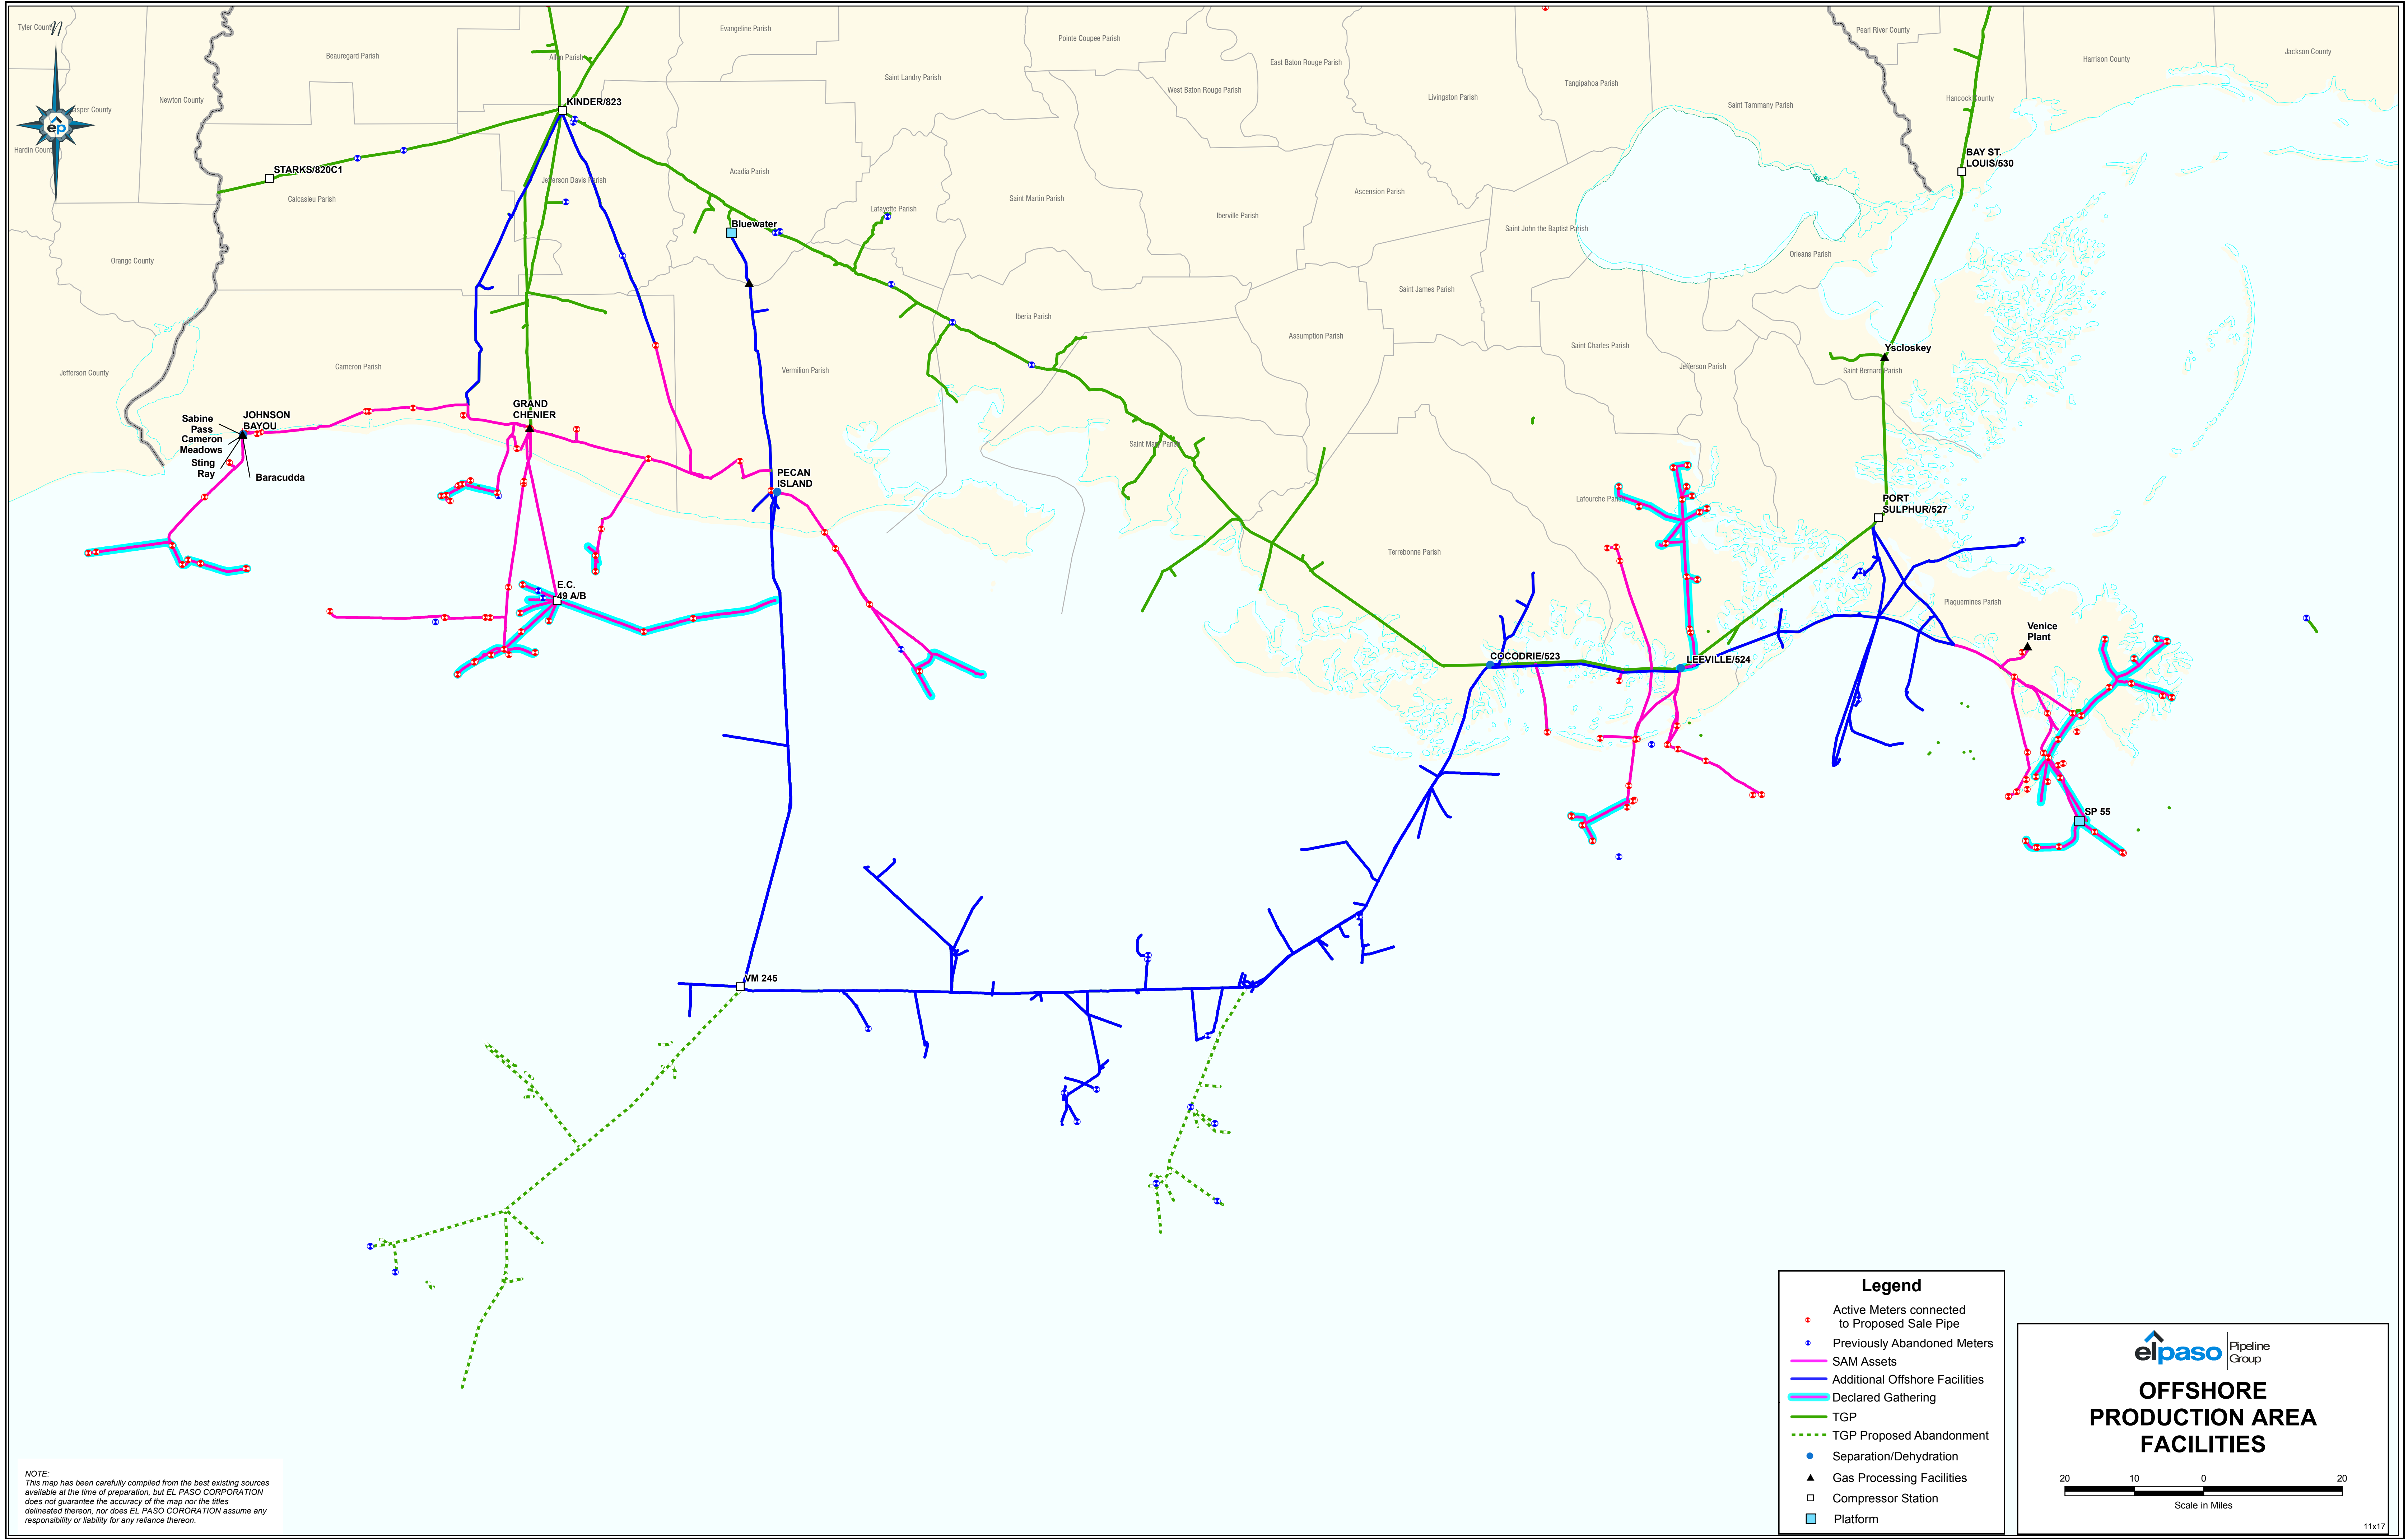 Tyler County
N
Beauregard Parish
Allen Parish
Evangeline Parish
Pointe Coupee Parish
Pearl River County
Harrison County
Jackson County
Saint Landry Parish
East Baton Rouge Parish
West Baton Rouge Parish
Livingston Parish
Tangipahoa Parish
Saint Tammany Parish
Hancock County
Newton County
Jasper County
ep
Hardin County
KINDER/823
STARKS/820C1
Calcasieu Parish
Jefferson Davis Parish
Acadia Parish
Lafayette Parish
Saint Martin Parish
Iberville Parish
Ascension Parish
Saint John the Baptist Parish
Orleans Parish
BAY ST.
LOUIS/530
Bluewater
Orange County
Saint James Parish
Iberia Parish
Assumption Parish
Saint Charles Parish
Jefferson Parish
Yscloskey
Saint Bernard Parish
Jefferson County
Cameron Parish
Vermilion Parish
Sabine
Pass
Cameron
Meadows
Sting
Ray
JOHNSON
BAYOU
Baracudda
GRAND
CHENIER
PECAN
ISLAND
Saint Mary Parish
Lafourche Parish
PORT
SULPHUR/527
Terrebonne Parish
E.C.
49 A/B
Plaquemines Parish
Venice
Plant
COCODRIE/523
LEEVILLE/524
SP 55
VM 245
Legend
Active Meters connected
to Proposed Sale Pipe
Previously Abandoned Meters
SAM Assets
Additional Offshore Facilities
Declared Gathering
TGP
TGP Proposed Abandonment
Separation/Dehydration
Gas Processing Facilities
Compressor Station
Platform
elpaso Pipeline
Group
OFFSHORE
PRODUCTION AREA
FACILITIES
20 10 0 20
Scale in Miles
11x17
NOTE:
This map has been carefully compiled from the best existing sources
available at the time of preparation, but EL PASO CORPORATION
does not guarantee the accuracy of the map nor the titles
delineated thereon, nor does EL PASO CORORATION assume any
responsibility or liability for any reliance thereon.